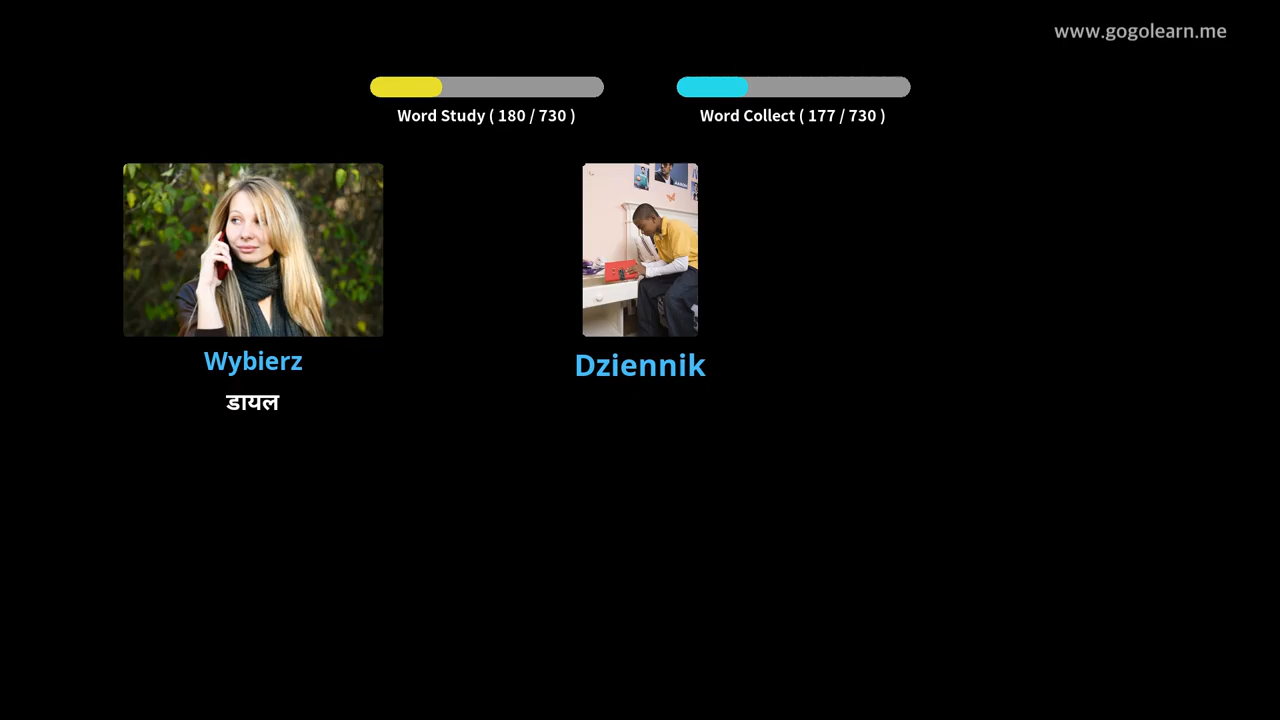 www.gogolearn.me
Word Study ( 180 / 730 )
Word Collect ( 177 / 730 )
Wybierz
डायल
Dziennik